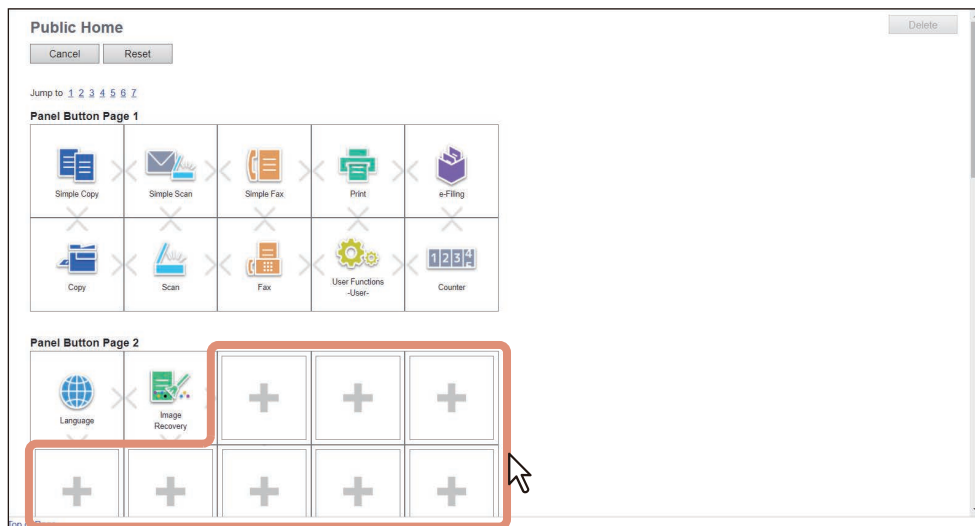 Public Home
Delete
Cancel
Reset
Jump to 1 2 3 4 5 6 7
Panel Button Page 1
Simple Copy
Simple Scan
Simple Fax
Print
e-Filing
Copy
Scan
Fax
User Functions
-User-
Counter
Panel Button Page 2
Language
Image
Recovery